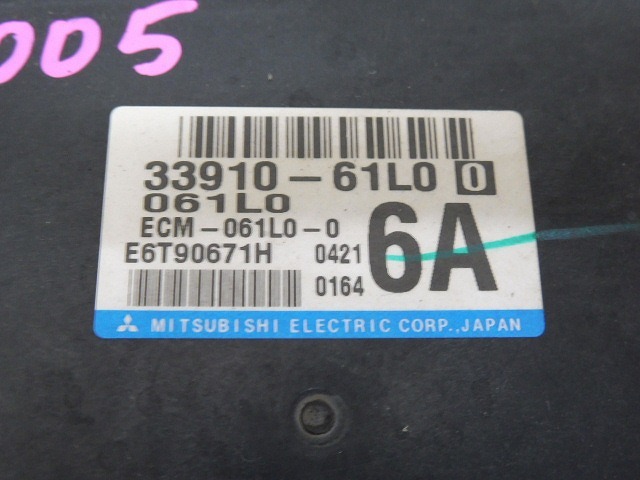 005
33910-61L0 0
061L0
ECM-061L0-0
E6T90671H 0421
0164
6A
MITSUBISHI ELECTRIC CORP., JAPAN